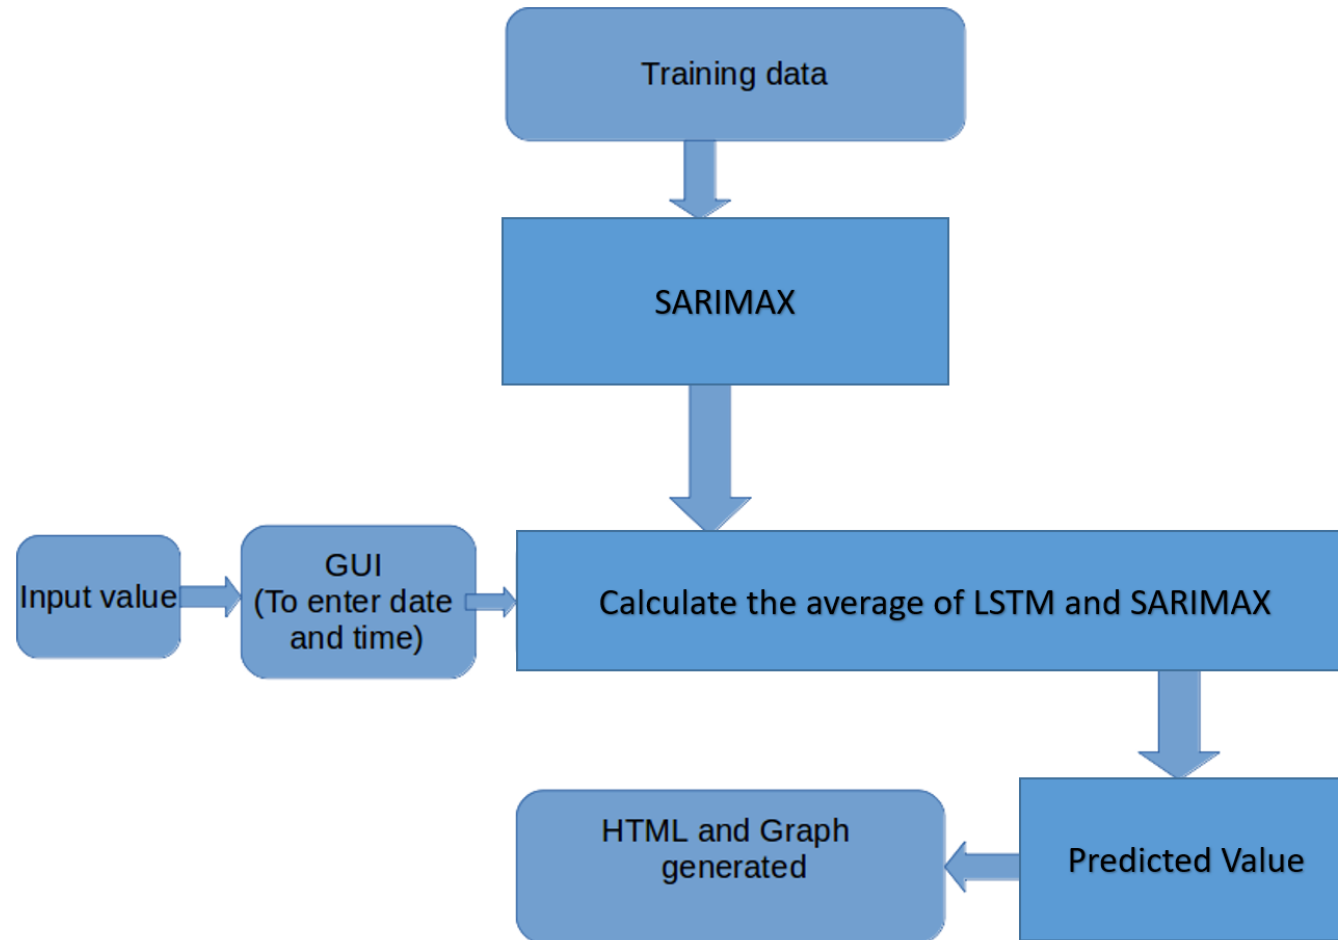 Training data
SARIMAX
Input value
GUI
(To enter date
and time)
Calculate the average of LSTM and SARIMAX
HTML and Graph
generated
Predicted Value